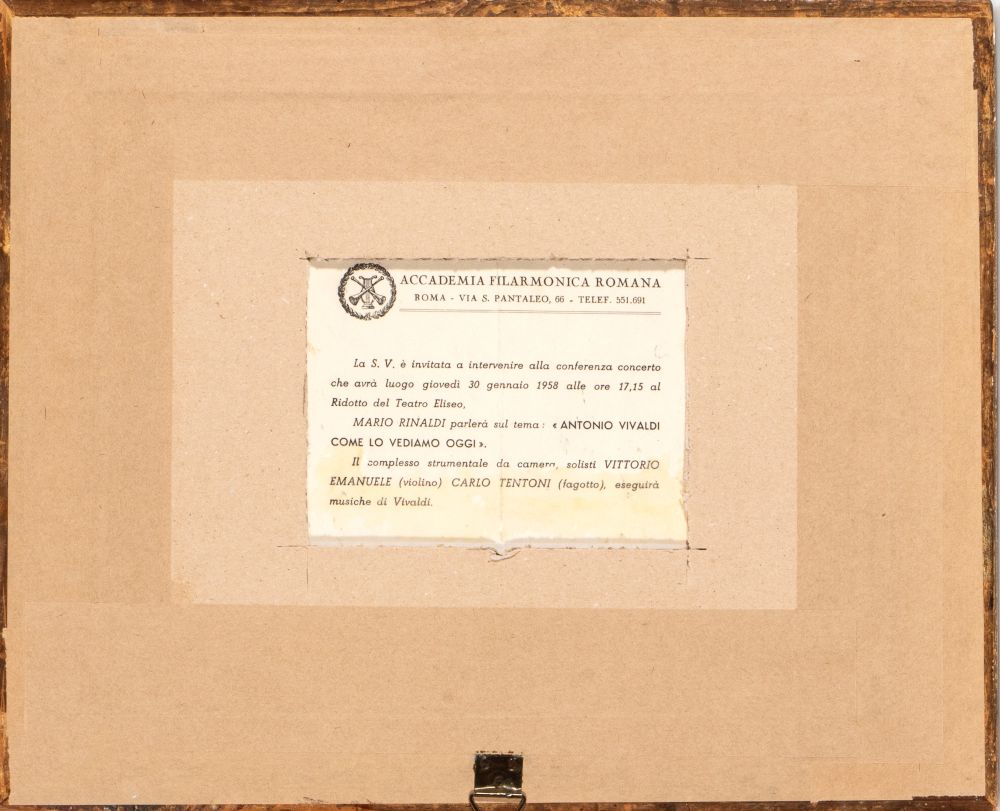 ACCADEMIA FILARMONICA ROMANA
ROMA - VIA S. PANTALEO, 66 - TELEF. 551.691
La S. V. è invitata a intervenire alla conferenza concerto
che avrà luogo giovedì 30 gennaio 1958 alle ore 17,15 al
Ridotto del Teatro Eliseo,
MARIO RINALDI parlerà sul tema : « ANTONIO VIVALDI
COME LO VEDIAMO OGGI ».
Il complesso strumentale da camera, solisti VITTORIO
EMANUELE (violino) CARLO TENTONI (fagotto), eseguirà
musiche di Vivaldi.